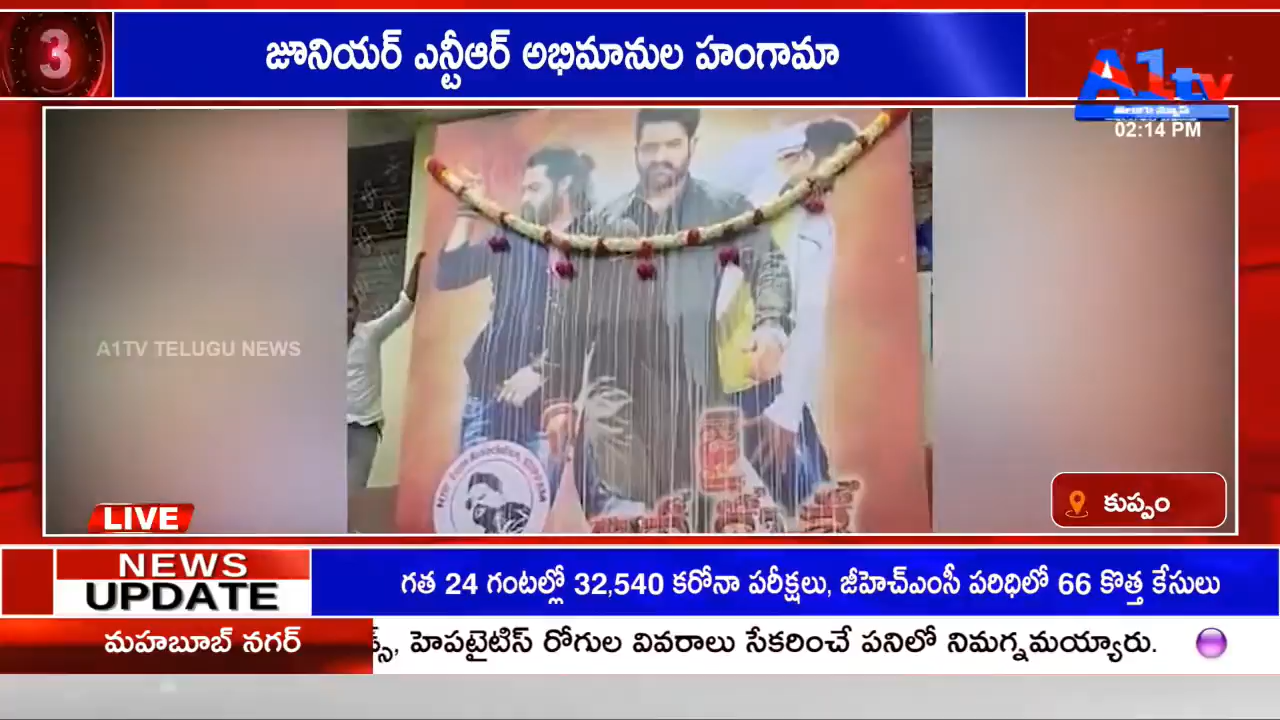 3
జూనియర్ ఎన్టీఆర్ అభిమానుల హంగామా
A1tv
తెలుగు న్యూస్
02:14 PM
A1TV TELUGU NEWS
LIVE
కుప్పం
NEWS
UPDATE
గత 24 గంటల్లో 32,540 కరోనా పరీక్షలు, జీహెచ్ఎంసీ పరిధిలో 66 కొత్త కేసులు
మహబూబ్ నగర్
హెపటైటిస్ రోగుల వివరాలు సేకరించే పనిలో నిమగ్నమయ్యారు.